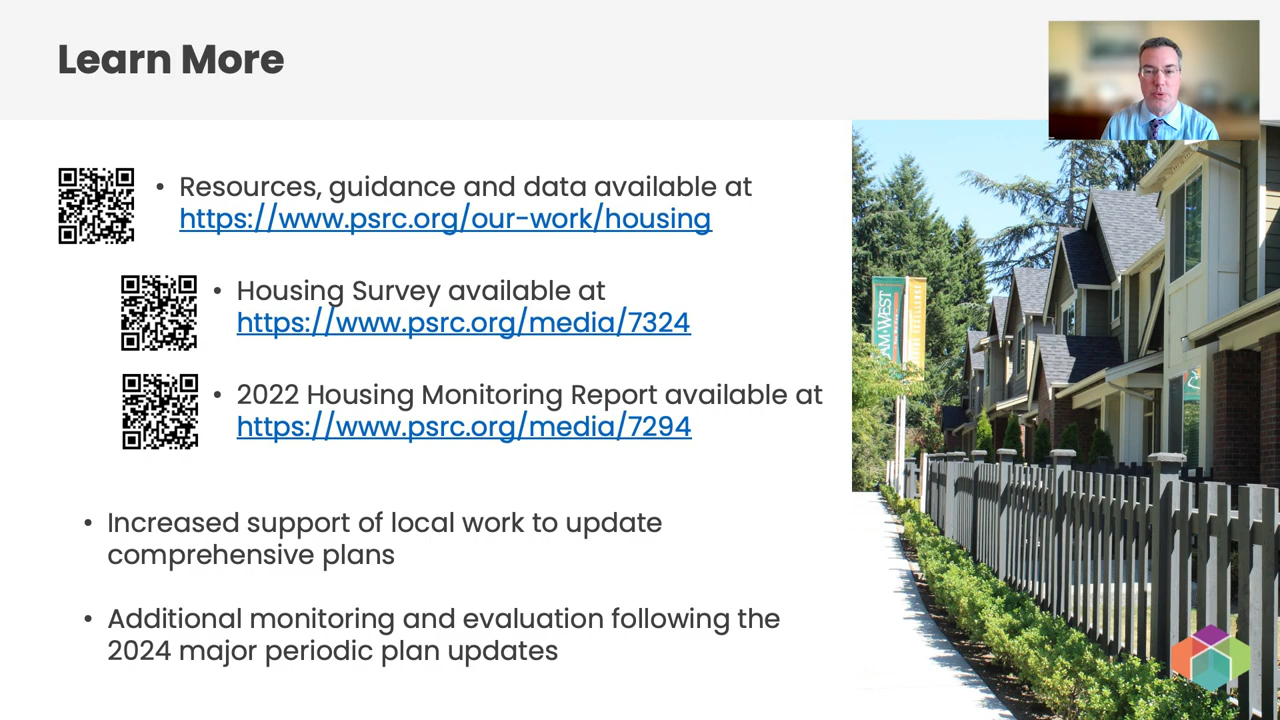 Learn More
• Resources, guidance and data available at
https://www.psrc.org/our-work/housing
• Housing Survey available at
https://www.psrc.org/media/7324
• 2022 Housing Monitoring Report available at
https://www.psrc.org/media/7294
• Increased support of local work to update
comprehensive plans
• Additional monitoring and evaluation following the
2024 major periodic plan updates